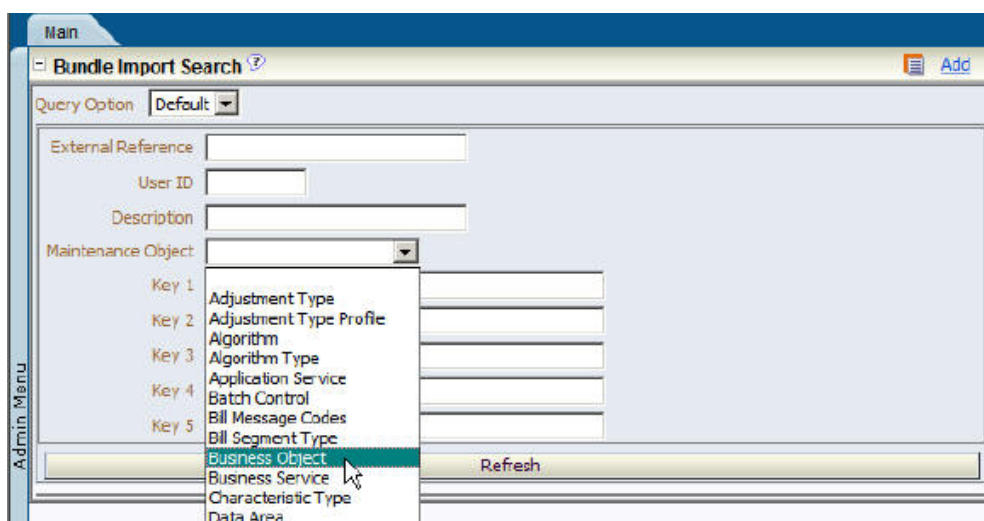 Main
Bundle Import Search ?
Add
Query Option Default
External Reference
User ID
Description
Maintenance Object
Key 1
Key 2
Key 3
Key 4
Key 5
Adjustment Type
Adjustment Type Profile
Algorithm
Algorithm Type
Application Service
Batch Control
Bill Message Codes
Bill Segment Type
Business Object
Business Service
Characteristic Type
Data Area
Refresh
Admin Menu